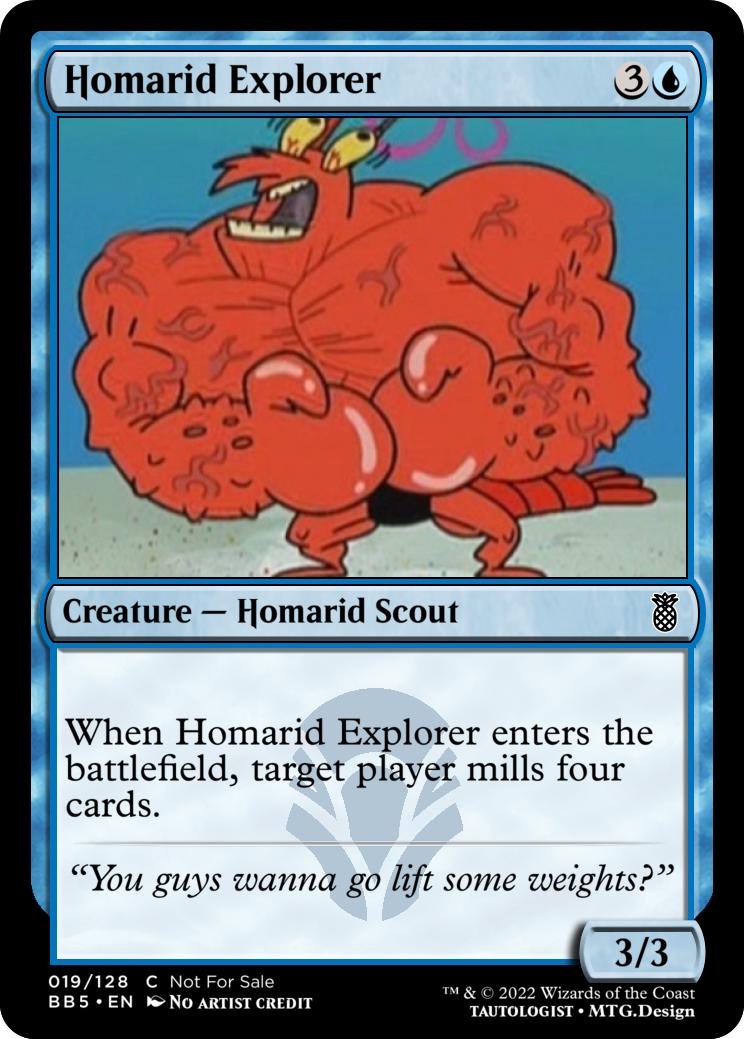 Homarid Explorer 3
Creature — Homarid Scout
When Homarid Explorer enters the
battlefield, target player mills four
cards.
“You guys wanna go lift some weights?”
3/3
019/128 C Not For Sale
BB5 • EN No artist credit
™ & © 2022 Wizards of the Coast
TAUTOLOGIST • MTG.Design